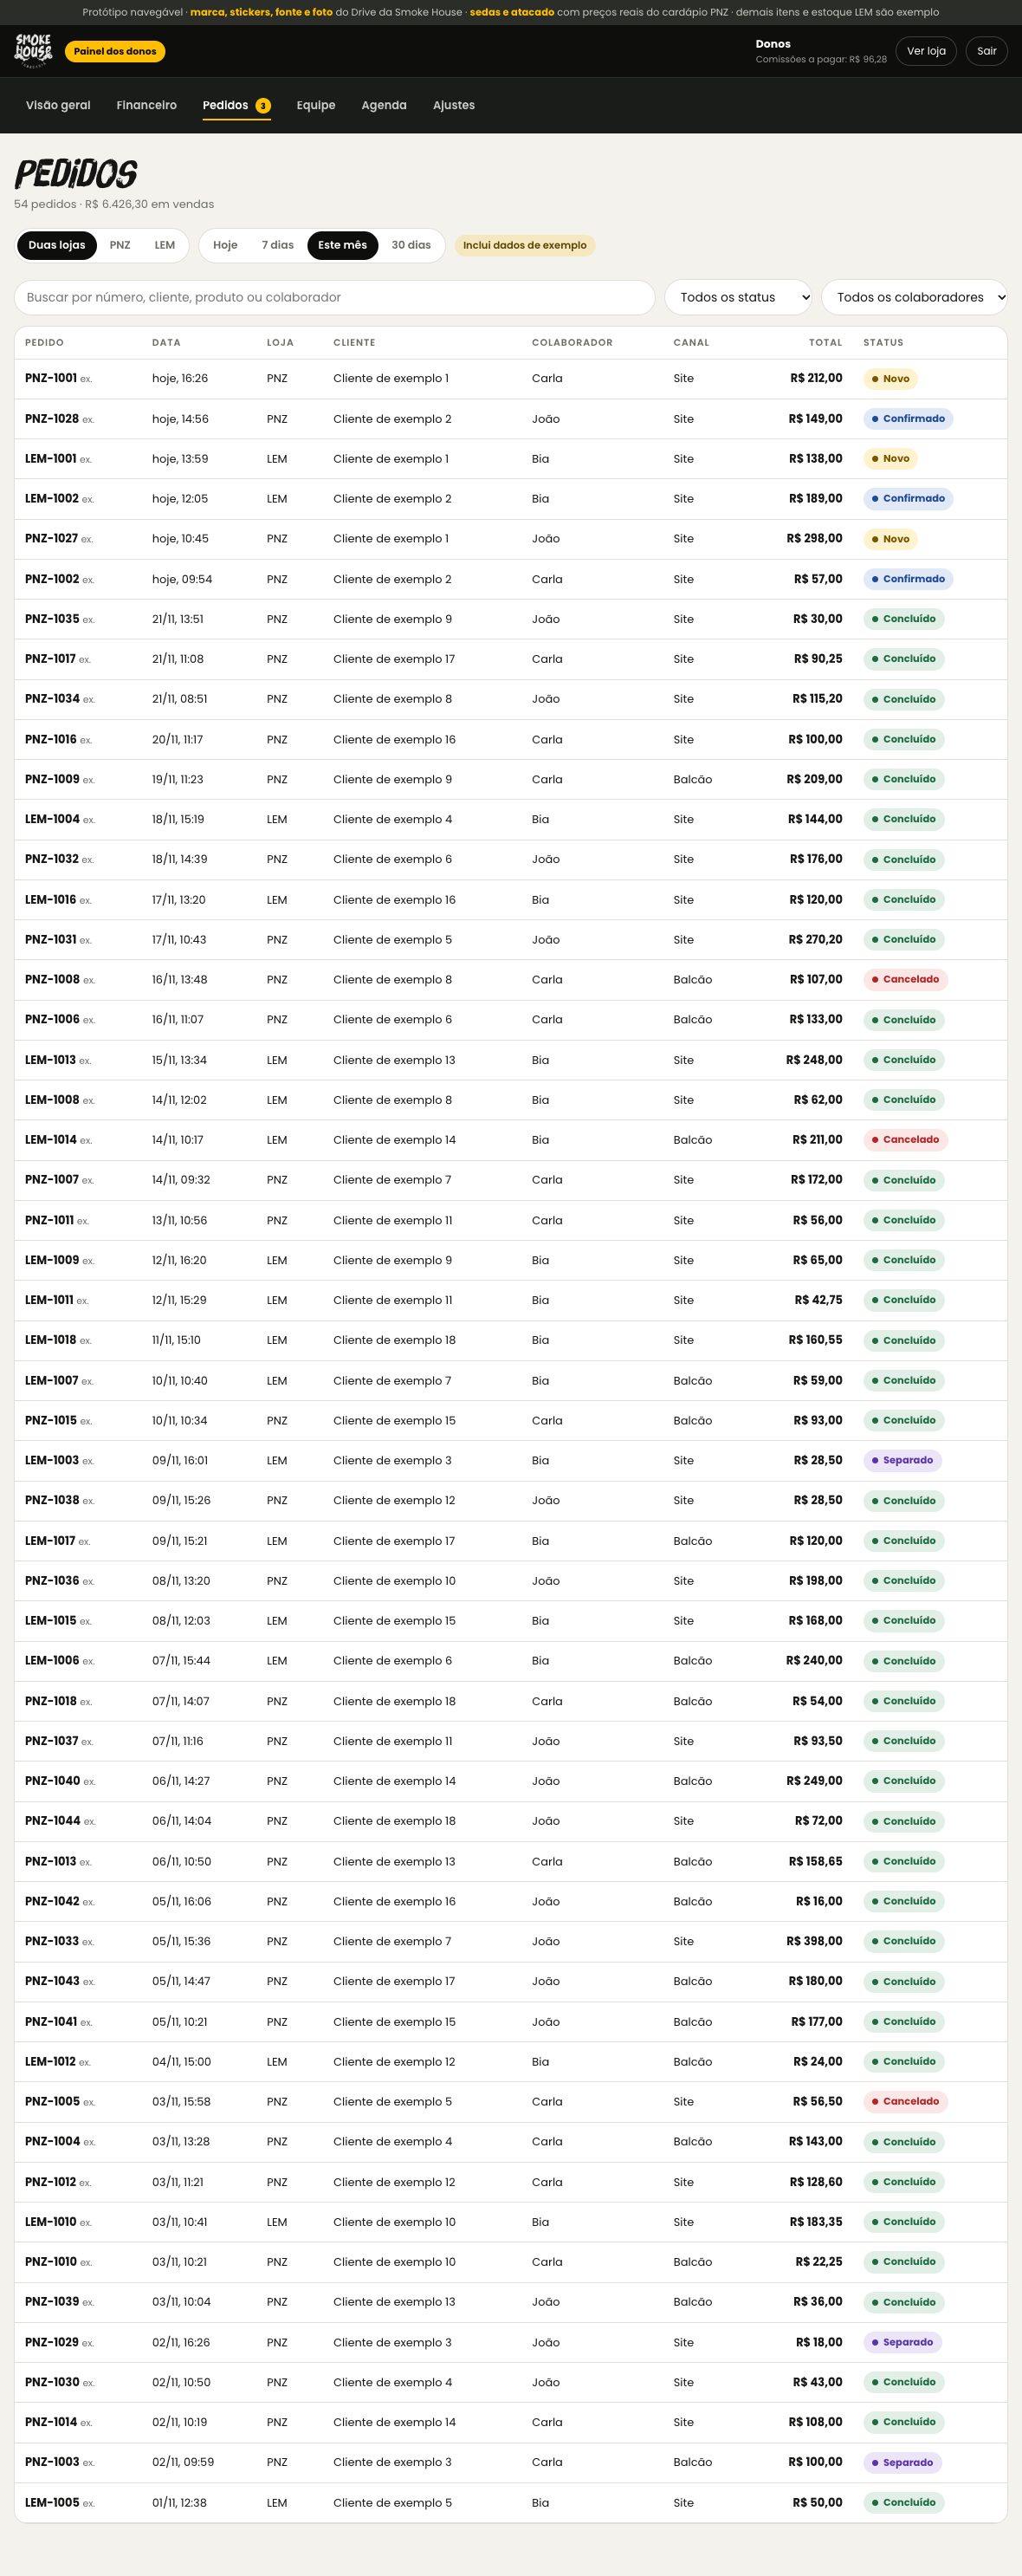 Protótipo navegável · marca, stickers, fonte e foto do Drive da Smoke House · sedas e atacado com preços reais do cardápio PNZ · demais itens e estoque LEM são exemplo
SMOKE
HOUSE
Painel dos donos
Donos
Comissões a pagar: R$ 96,28
Ver loja
Sair
Visão geral Financeiro Pedidos 3 Equipe Agenda Ajustes
PEDIDOS
54 pedidos · R$ 6.426,30 em vendas
Duas lojas PNZ LEM Hoje 7 dias Este mês 30 dias Inclui dados de exemplo
Buscar por número, cliente, produto ou colaborador Todos os status Todos os colaboradores
PEDIDO DATA LOJA CLIENTE COLABORADOR CANAL TOTAL STATUS
PNZ-1001 ex. hoje, 16:26 PNZ Cliente de exemplo 1 Carla Site R$ 212,00 Novo
PNZ-1028 ex. hoje, 14:56 PNZ Cliente de exemplo 2 João Site R$ 149,00 Confirmado
LEM-1001 ex. hoje, 13:59 LEM Cliente de exemplo 1 Bia Site R$ 138,00 Novo
LEM-1002 ex. hoje, 12:05 LEM Cliente de exemplo 2 Bia Site R$ 189,00 Confirmado
PNZ-1027 ex. hoje, 10:45 PNZ Cliente de exemplo 1 João Site R$ 298,00 Novo
PNZ-1002 ex. hoje, 09:54 PNZ Cliente de exemplo 2 Carla Site R$ 57,00 Confirmado
PNZ-1035 ex. 21/11, 13:51 PNZ Cliente de exemplo 9 João Site R$ 30,00 Concluído
PNZ-1017 ex. 21/11, 11:08 PNZ Cliente de exemplo 17 Carla Site R$ 90,25 Concluído
PNZ-1034 ex. 21/11, 08:51 PNZ Cliente de exemplo 8 João Site R$ 115,20 Concluído
PNZ-1016 ex. 20/11, 11:17 PNZ Cliente de exemplo 16 Carla Site R$ 100,00 Concluído
PNZ-1009 ex. 19/11, 11:23 PNZ Cliente de exemplo 9 Carla Balcão R$ 209,00 Concluído
LEM-1004 ex. 18/11, 15:19 LEM Cliente de exemplo 4 Bia Site R$ 144,00 Concluído
PNZ-1032 ex. 18/11, 14:39 PNZ Cliente de exemplo 6 João Site R$ 176,00 Concluído
LEM-1016 ex. 17/11, 13:20 LEM Cliente de exemplo 16 Bia Site R$ 120,00 Concluído
PNZ-1031 ex. 17/11, 10:43 PNZ Cliente de exemplo 5 João Site R$ 270,20 Concluído
PNZ-1008 ex. 16/11, 13:48 PNZ Cliente de exemplo 8 Carla Balcão R$ 107,00 Cancelado
PNZ-1006 ex. 16/11, 11:07 PNZ Cliente de exemplo 6 Carla Balcão R$ 133,00 Concluído
LEM-1013 ex. 15/11, 13:34 LEM Cliente de exemplo 13 Bia Site R$ 248,00 Concluído
LEM-1008 ex. 14/11, 12:02 LEM Cliente de exemplo 8 Bia Site R$ 62,00 Concluído
LEM-1014 ex. 14/11, 10:17 LEM Cliente de exemplo 14 Bia Balcão R$ 211,00 Cancelado
PNZ-1007 ex. 14/11, 09:32 PNZ Cliente de exemplo 7 Carla Site R$ 172,00 Concluído
PNZ-1011 ex. 13/11, 10:56 PNZ Cliente de exemplo 11 Carla Site R$ 56,00 Concluído
LEM-1009 ex. 12/11, 16:20 LEM Cliente de exemplo 9 Bia Site R$ 65,00 Concluído
LEM-1011 ex. 12/11, 15:29 LEM Cliente de exemplo 11 Bia Site R$ 42,75 Concluído
LEM-1018 ex. 11/11, 15:10 LEM Cliente de exemplo 18 Bia Site R$ 160,55 Concluído
LEM-1007 ex. 10/11, 10:40 LEM Cliente de exemplo 7 Bia Balcão R$ 59,00 Concluído
PNZ-1015 ex. 10/11, 10:34 PNZ Cliente de exemplo 15 Carla Balcão R$ 93,00 Concluído
LEM-1003 ex. 09/11, 16:01 LEM Cliente de exemplo 3 Bia Site R$ 28,50 Separado
PNZ-1038 ex. 09/11, 15:26 PNZ Cliente de exemplo 12 João Site R$ 28,50 Concluído
LEM-1017 ex. 09/11, 15:21 LEM Cliente de exemplo 17 Bia Balcão R$ 120,00 Concluído
PNZ-1036 ex. 08/11, 13:20 PNZ Cliente de exemplo 10 João Site R$ 198,00 Concluído
LEM-1015 ex. 08/11, 12:03 LEM Cliente de exemplo 15 Bia Site R$ 168,00 Concluído
LEM-1006 ex. 07/11, 15:44 LEM Cliente de exemplo 6 Bia Balcão R$ 240,00 Concluído
PNZ-1018 ex. 07/11, 14:07 PNZ Cliente de exemplo 18 Carla Balcão R$ 54,00 Concluído
PNZ-1037 ex. 07/11, 11:16 PNZ Cliente de exemplo 11 João Site R$ 93,50 Concluído
PNZ-1040 ex. 06/11, 14:27 PNZ Cliente de exemplo 14 João Balcão R$ 249,00 Concluído
PNZ-1044 ex. 06/11, 14:04 PNZ Cliente de exemplo 18 João Site R$ 72,00 Concluído
PNZ-1013 ex. 06/11, 10:50 PNZ Cliente de exemplo 13 Carla Balcão R$ 158,65 Concluído
PNZ-1042 ex. 05/11, 16:06 PNZ Cliente de exemplo 16 João Balcão R$ 16,00 Concluído
PNZ-1033 ex. 05/11, 15:36 PNZ Cliente de exemplo 7 João Site R$ 398,00 Concluído
PNZ-1043 ex. 05/11, 14:47 PNZ Cliente de exemplo 17 João Balcão R$ 180,00 Concluído
PNZ-1041 ex. 05/11, 10:21 PNZ Cliente de exemplo 15 João Balcão R$ 177,00 Concluído
LEM-1012 ex. 04/11, 15:00 LEM Cliente de exemplo 12 Bia Balcão R$ 24,00 Concluído
PNZ-1005 ex. 03/11, 15:58 PNZ Cliente de exemplo 5 Carla Site R$ 56,50 Cancelado
PNZ-1004 ex. 03/11, 13:28 PNZ Cliente de exemplo 4 Carla Balcão R$ 143,00 Concluído
PNZ-1012 ex. 03/11, 11:21 PNZ Cliente de exemplo 12 Carla Site R$ 128,60 Concluído
LEM-1010 ex. 03/11, 10:41 LEM Cliente de exemplo 10 Bia Site R$ 183,35 Concluído
PNZ-1010 ex. 03/11, 10:21 PNZ Cliente de exemplo 10 Carla Balcão R$ 22,25 Concluído
PNZ-1039 ex. 03/11, 10:04 PNZ Cliente de exemplo 13 João Balcão R$ 36,00 Concluído
PNZ-1029 ex. 02/11, 16:26 PNZ Cliente de exemplo 3 João Site R$ 18,00 Separado
PNZ-1030 ex. 02/11, 10:50 PNZ Cliente de exemplo 4 João Site R$ 43,00 Concluído
PNZ-1014 ex. 02/11, 10:19 PNZ Cliente de exemplo 14 Carla Site R$ 108,00 Concluído
PNZ-1003 ex. 02/11, 09:59 PNZ Cliente de exemplo 3 Carla Balcão R$ 100,00 Separado
LEM-1005 ex. 01/11, 12:38 LEM Cliente de exemplo 5 Bia Site R$ 50,00 Concluído